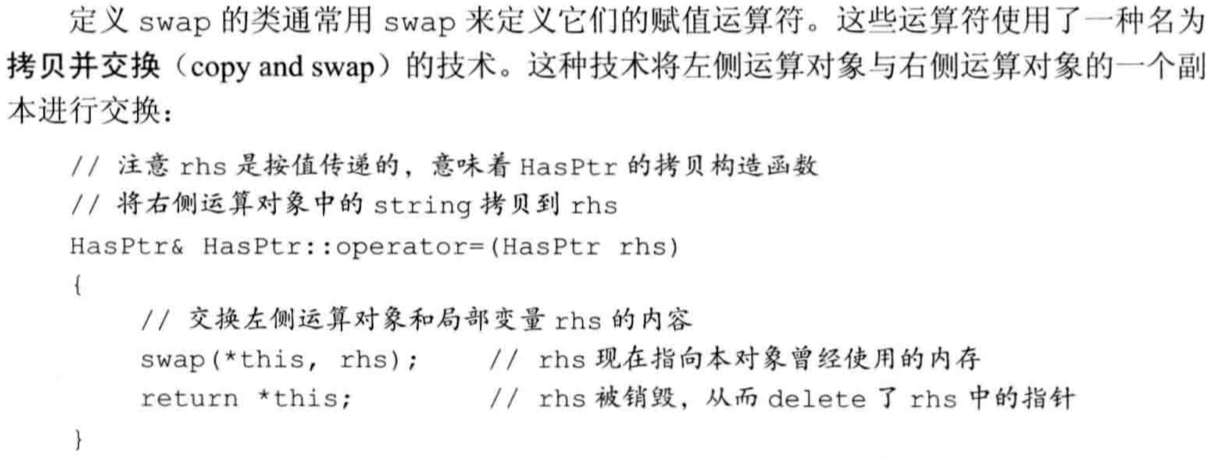 定义 swap 的类通常用 swap 来定义它们的赋值运算符。这些运算符使用了一种名为
拷贝并交换（copy and swap）的技术。这种技术将左侧运算对象与右侧运算对象的一个副
本进行交换：
// 注意 rhs 是按值传递的，意味着 HasPtr 的拷贝构造函数
// 将右侧运算对象中的 string 拷贝到 rhs
HasPtr& HasPtr::operator=(HasPtr rhs)
{
// 交换左侧运算对象和局部变量 rhs 的内容
swap(*this, rhs); // rhs 现在指向本对象曾经使用的内存
return *this; // rhs 被销毁，从而 delete 了 rhs 中的指针
}